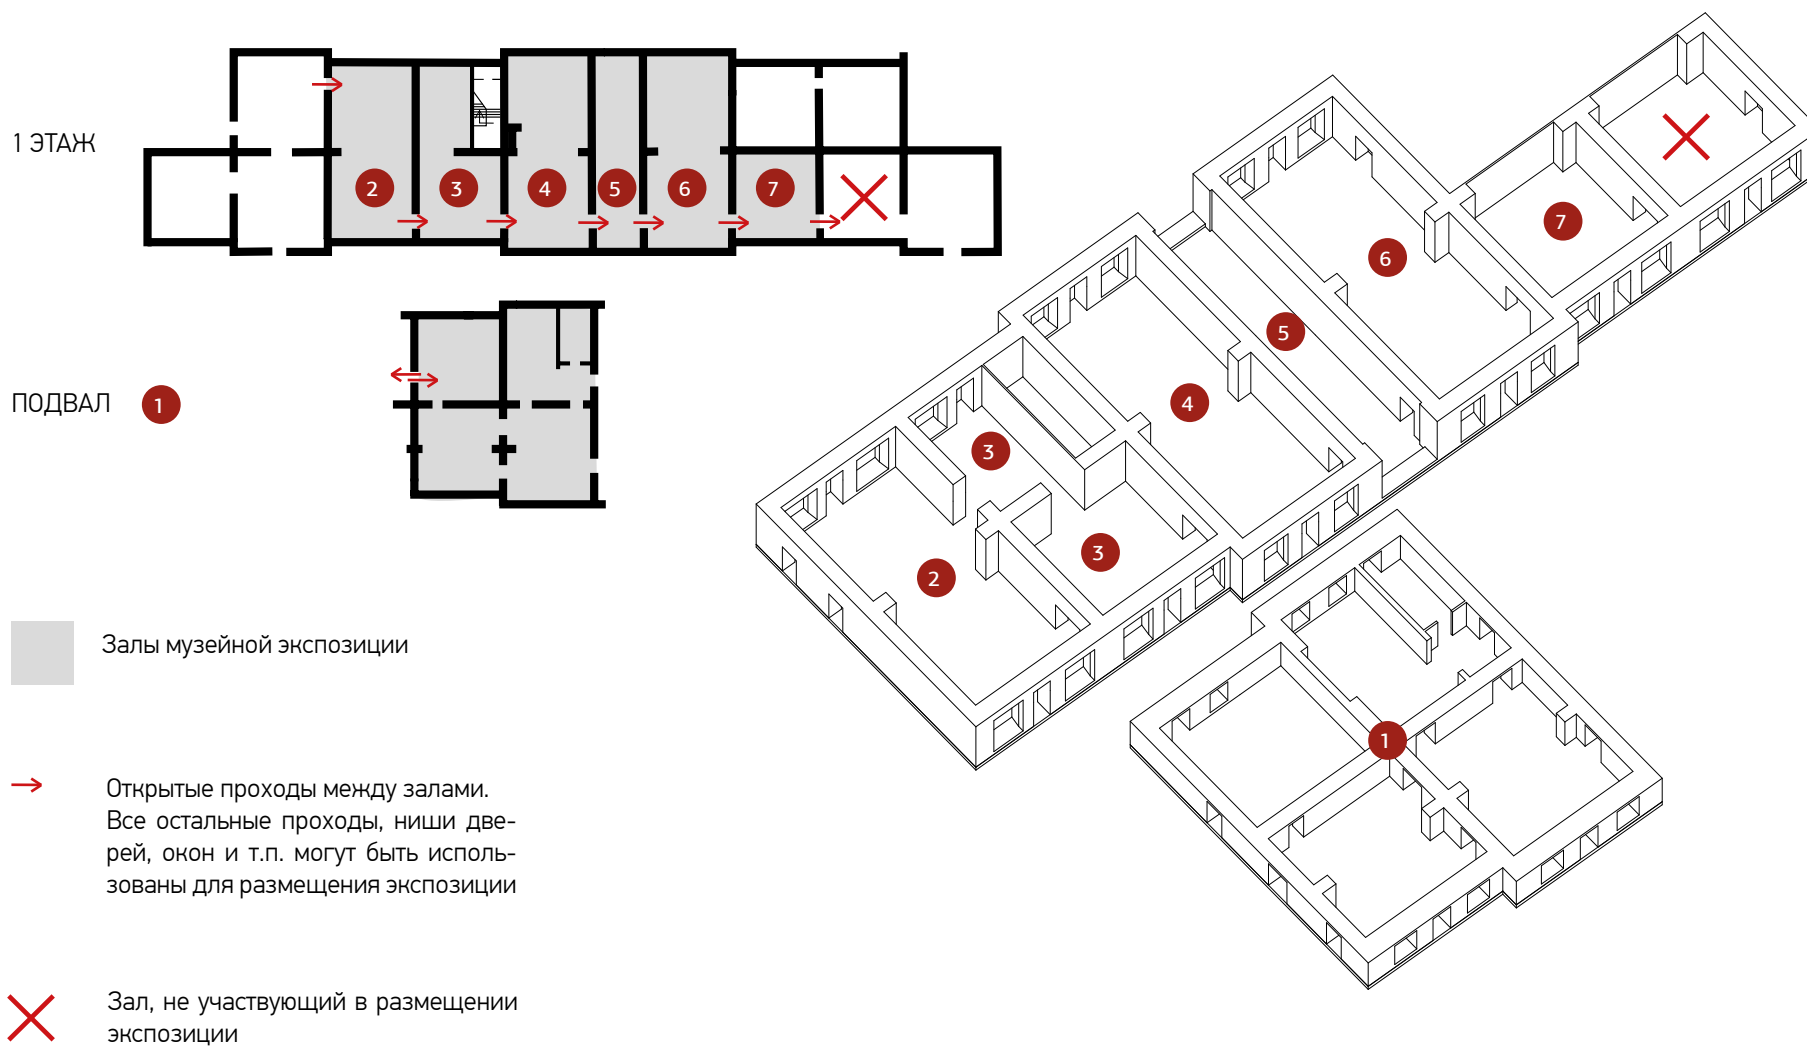 1 ЭТАЖ
2
3
4
5
6
7
ПОДВАЛ
1
Залы музейной экспозиции
Открытые проходы между залами.
Все остальные проходы, ниши две-
рей, окон и т.п. могут быть исполь-
зованы для размещения экспозиции
Зал, не участвующий в размещении
экспозиции
7
6
5
4
3
3
2
1